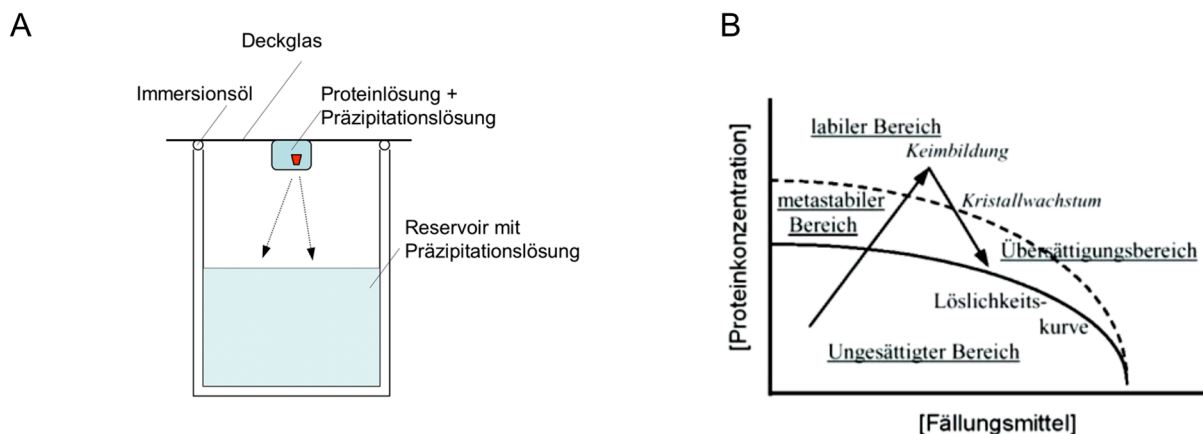 A
Deckglas
Immersionsöl
Proteinlösung +
Präzipitationslösung
Reservoir mit
Präzipitationslösung
B
[Proteinkonzentration]
labiler Bereich
Keimbildung
metastabiler
Bereich
Kristallwachstum
Übersättigungsbereich
Löslichkeits-
kurve
Ungesättigter Bereich
[Fällungsmittel]